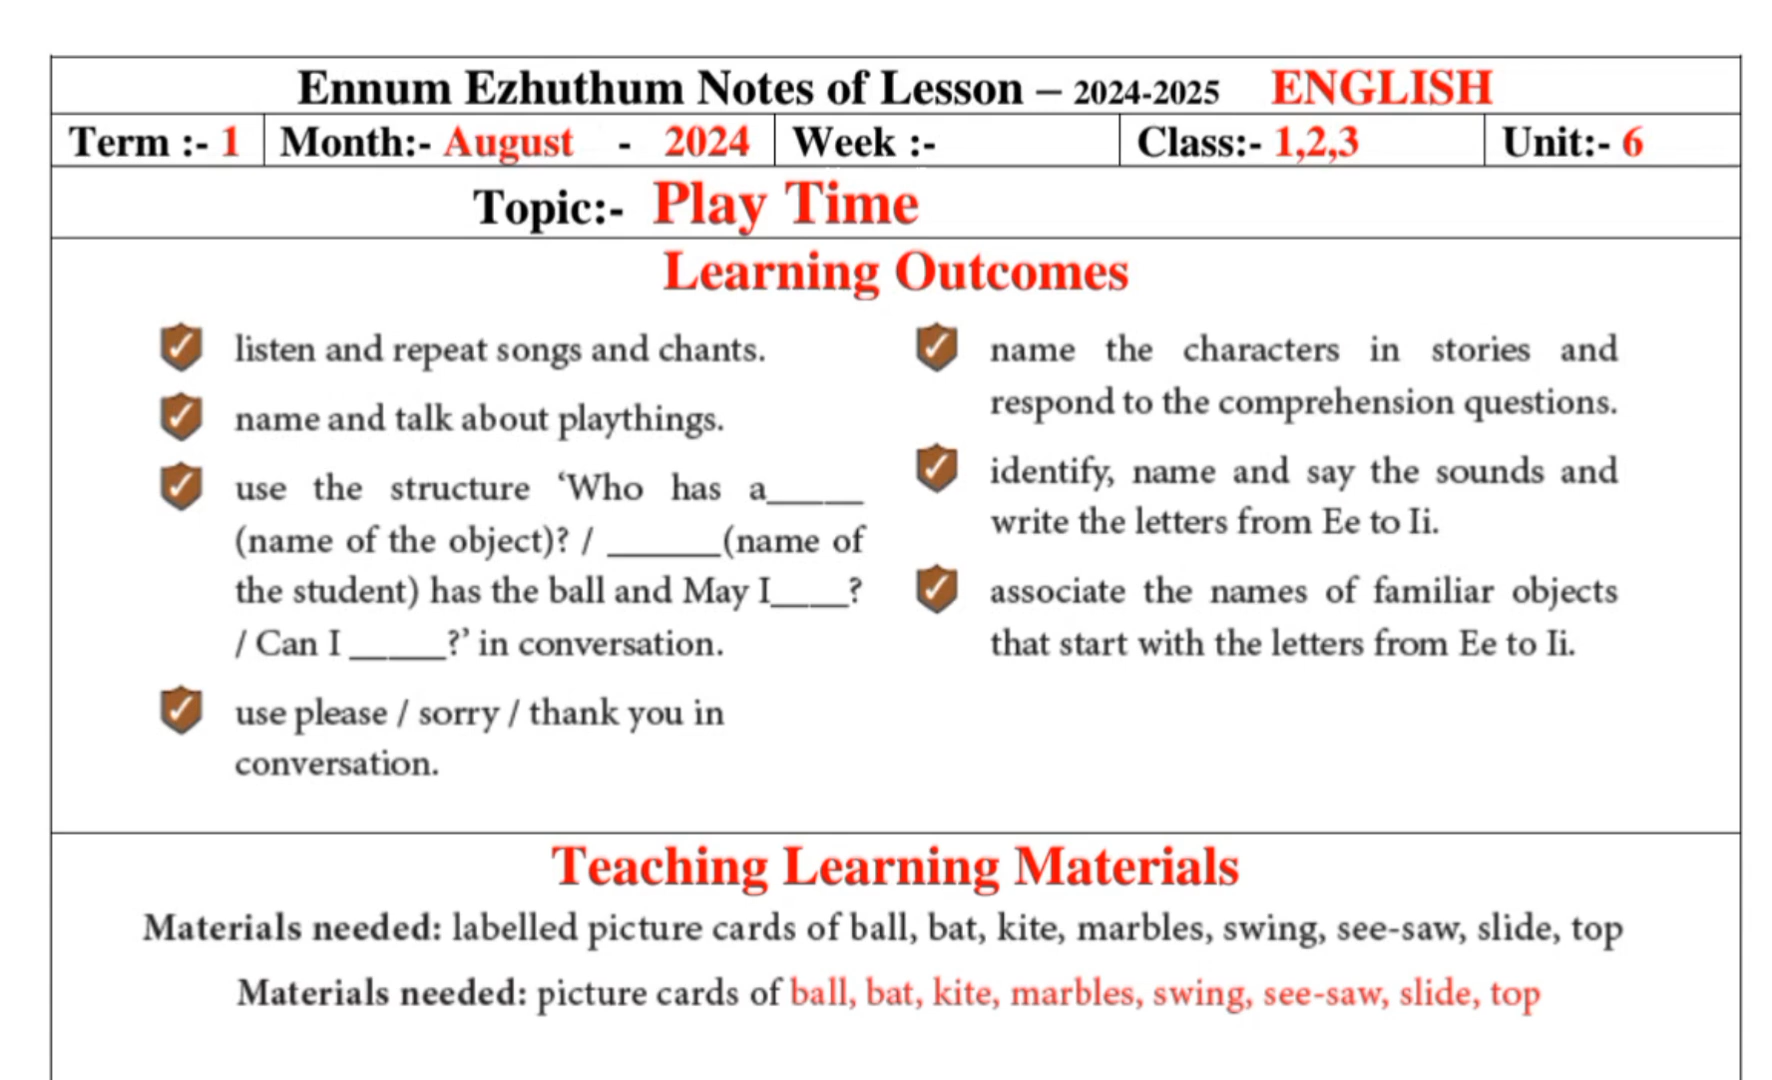 Ennum Ezhuthum Notes of Lesson – 2024-2025 ENGLISH
Term :- 1 Month:- August - 2024 Week :- Class:- 1,2,3 Unit:- 6
Topic:- Play Time
Learning Outcomes
listen and repeat songs and chants.
name and talk about playthings.
use the structure ‘Who has a_____
(name of the object)? / ______(name of
the student) has the ball and May I____?
/ Can I _____?’ in conversation.
use please / sorry / thank you in
conversation.
name the characters in stories and
respond to the comprehension questions.
identify, name and say the sounds and
write the letters from Ee to Ii.
associate the names of familiar objects
that start with the letters from Ee to Ii.
Teaching Learning Materials
Materials needed: labelled picture cards of ball, bat, kite, marbles, swing, see-saw, slide, top
Materials needed: picture cards of ball, bat, kite, marbles, swing, see-saw, slide, top